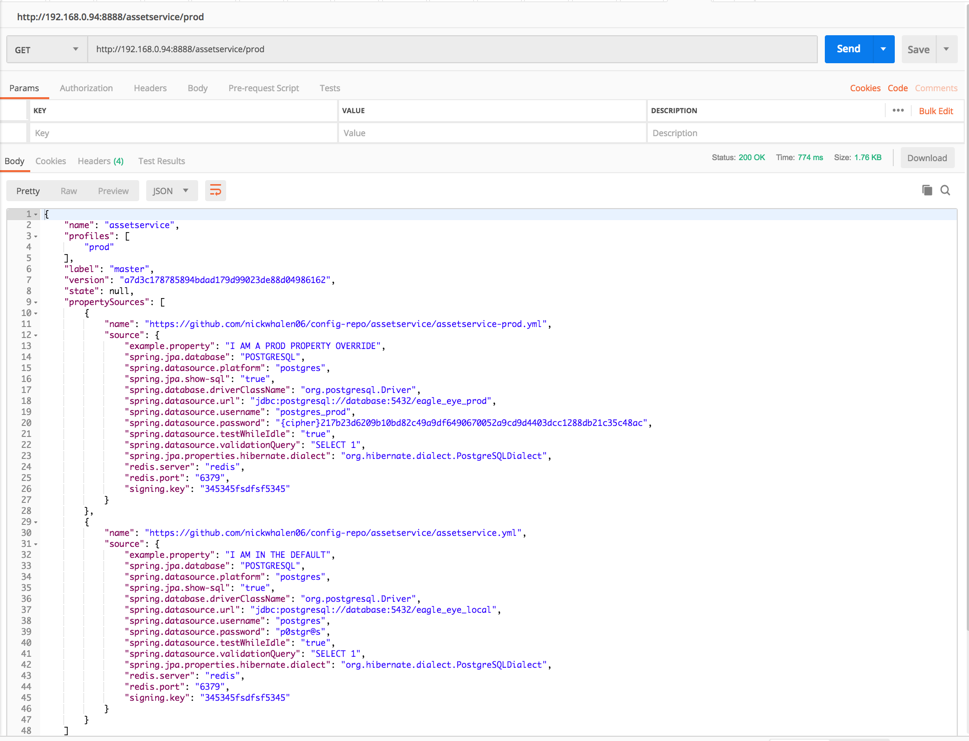 http://192.168.0.94:8888/assetservice/prod
GET http://192.168.0.94:8888/assetservice/prod Send Save
Params Authorization Headers Body Pre-request Script Tests Cookies Code Comments
KEY VALUE DESCRIPTION ••• Bulk Edit
Key Value Description
Body Cookies Headers (4) Test Results Status: 200 OK Time: 774 ms Size: 1.76 KB Download
Pretty Raw Preview JSON
1 {
2 "name": "assetservice",
3 "profiles": [
4 "prod"
5 ],
6 "label": "master",
7 "version": "a7d3c178785894bdad179d99023de88d04986162",
8 "state": null,
9 "propertySources": [
10 {
11 "name": "https://github.com/nickwhalen06/config-repo/assetservice/assetservice-prod.yml",
12 "source": {
13 "example.property": "I AM A PROD PROPERTY OVERRIDE",
14 "spring.jpa.database": "POSTGRESQL",
15 "spring.datasource.platform": "postgres",
16 "spring.jpa.show-sql": "true",
17 "spring.database.driverClassName": "org.postgresql.Driver",
18 "spring.datasource.url": "jdbc:postgresql://database:5432/eagle_eye_prod",
19 "spring.datasource.username": "postgres_prod",
20 "spring.datasource.password": "{cipher}217b23d6209b10bd82c49a9df6490670052a9cd9d4403dcc1288db21c35c48ac",
21 "spring.datasource.testWhileIdle": "true",
22 "spring.datasource.validationQuery": "SELECT 1",
23 "spring.jpa.properties.hibernate.dialect": "org.hibernate.dialect.PostgreSQLDialect",
24 "redis.server": "redis",
25 "redis.port": "6379",
26 "signing.key": "345345fsdfsf5345"
27 }
28 },
29 {
30 "name": "https://github.com/nickwhalen06/config-repo/assetservice/assetservice.yml",
31 "source": {
32 "example.property": "I AM IN THE DEFAULT",
33 "spring.jpa.database": "POSTGRESQL",
34 "spring.datasource.platform": "postgres",
35 "spring.jpa.show-sql": "true",
36 "spring.database.driverClassName": "org.postgresql.Driver",
37 "spring.datasource.url": "jdbc:postgresql://database:5432/eagle_eye_local",
38 "spring.datasource.username": "postgres",
39 "spring.datasource.password": "p0stgr@s",
40 "spring.datasource.testWhileIdle": "true",
41 "spring.datasource.validationQuery": "SELECT 1",
42 "spring.jpa.properties.hibernate.dialect": "org.hibernate.dialect.PostgreSQLDialect",
43 "redis.server": "redis",
44 "redis.port": "6379",
45 "signing.key": "345345fsdfsf5345"
46 }
47 }
48 ]